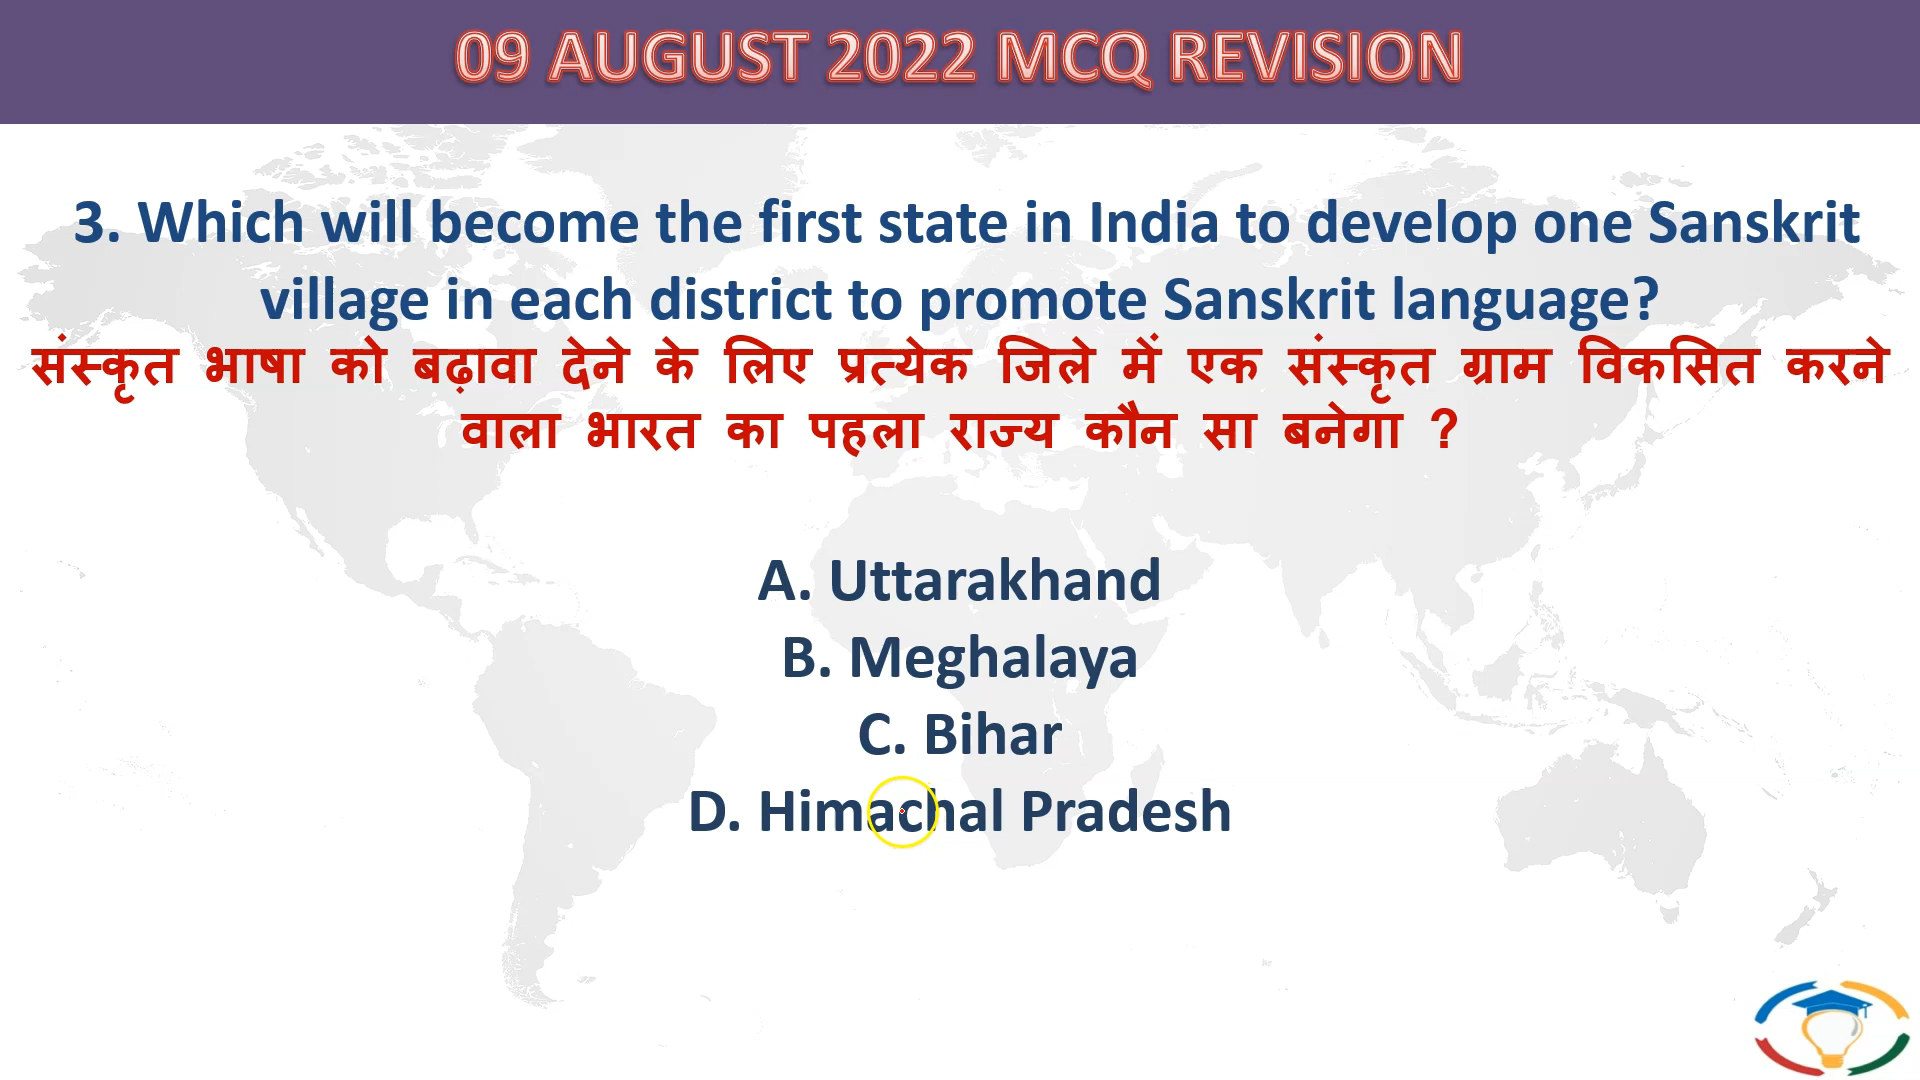 09 AUGUST 2022 MCQ REVISION
3. Which will become the first state in India to develop one Sanskrit
village in each district to promote Sanskrit language?
संस्कृत भाषा को बढ़ावा देने के लिए प्रत्येक जिले में एक संस्कृत ग्राम विकसित करने
वाला भारत का पहला राज्य कौन सा बनेगा ?
A. Uttarakhand
B. Meghalaya
C. Bihar
D. Himachal Pradesh